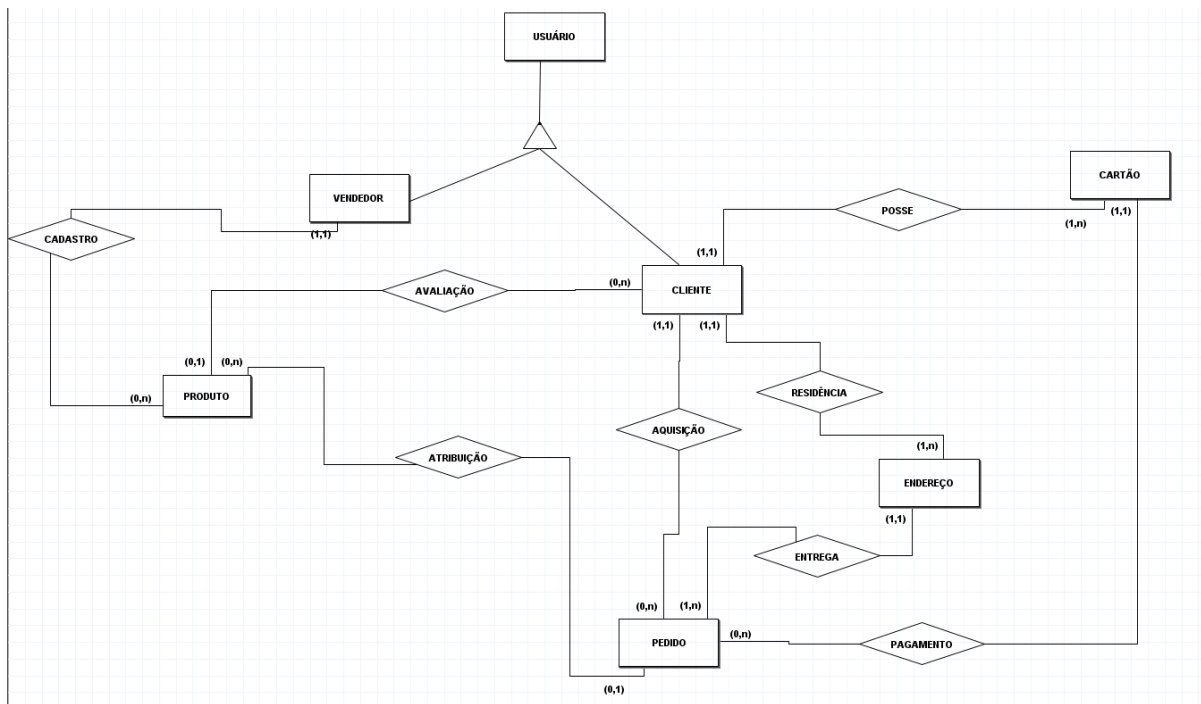 USUÁRIO
CARTÃO
VENDEDOR
POSSE
(1,1)
(1,n)
CADASTRO
(1,1)
(1,1)
AVALIAÇÃO
(0,n)
CLIENTE
(1,1)
(1,1)
(0,1)
(0,n)
PRODUTO
(0,n)
RESIDÊNCIA
AQUISIÇÃO
(1,n)
ATRIBUIÇÃO
ENDEREÇO
(1,1)
ENTREGA
(0,n)
(1,n)
PEDIDO
(0,n)
PAGAMENTO
(0,1)